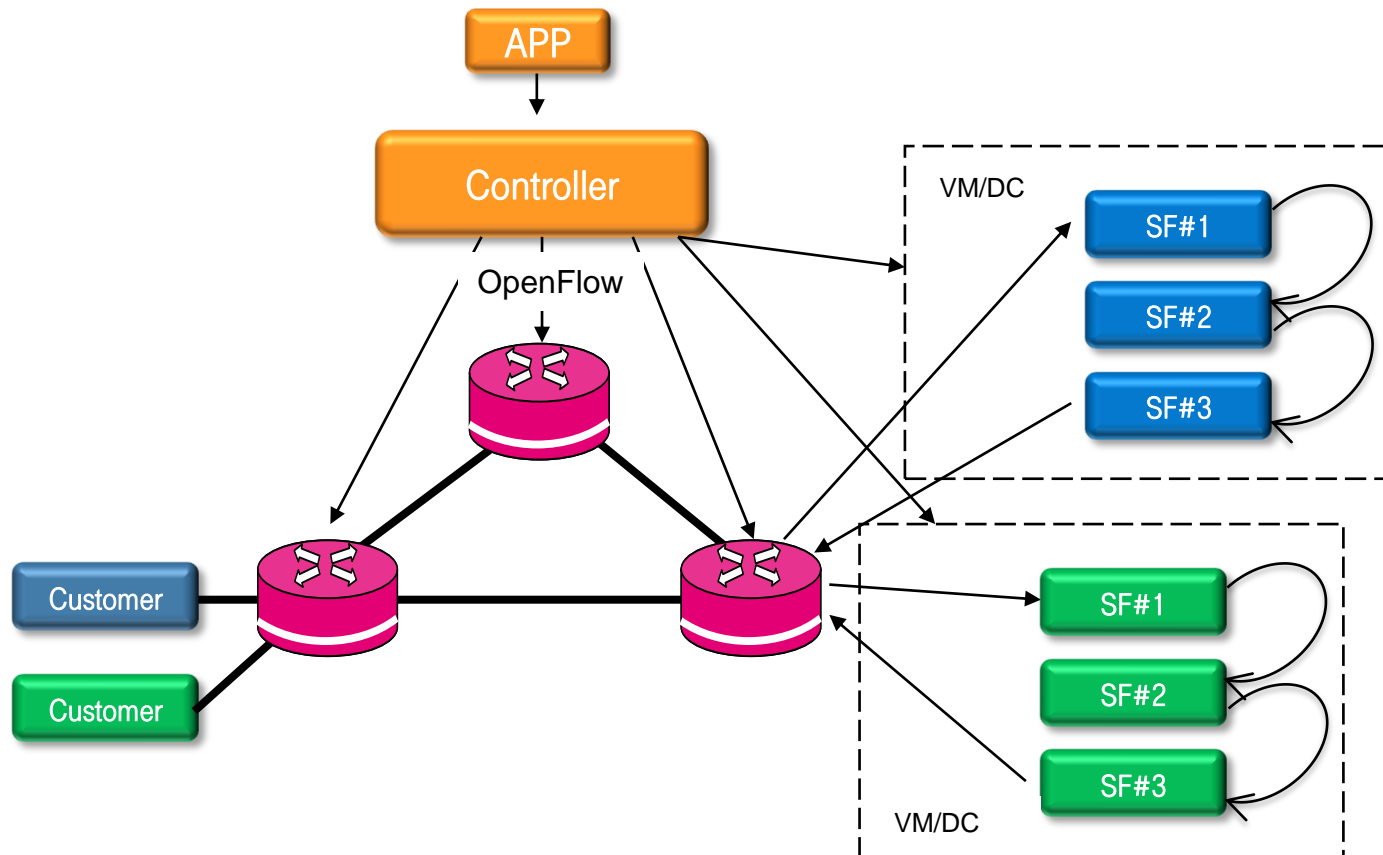 APP
Controller
OpenFlow
VM/DC
SF#1
SF#2
SF#3
Customer
Customer
SF#1
SF#2
SF#3
VM/DC